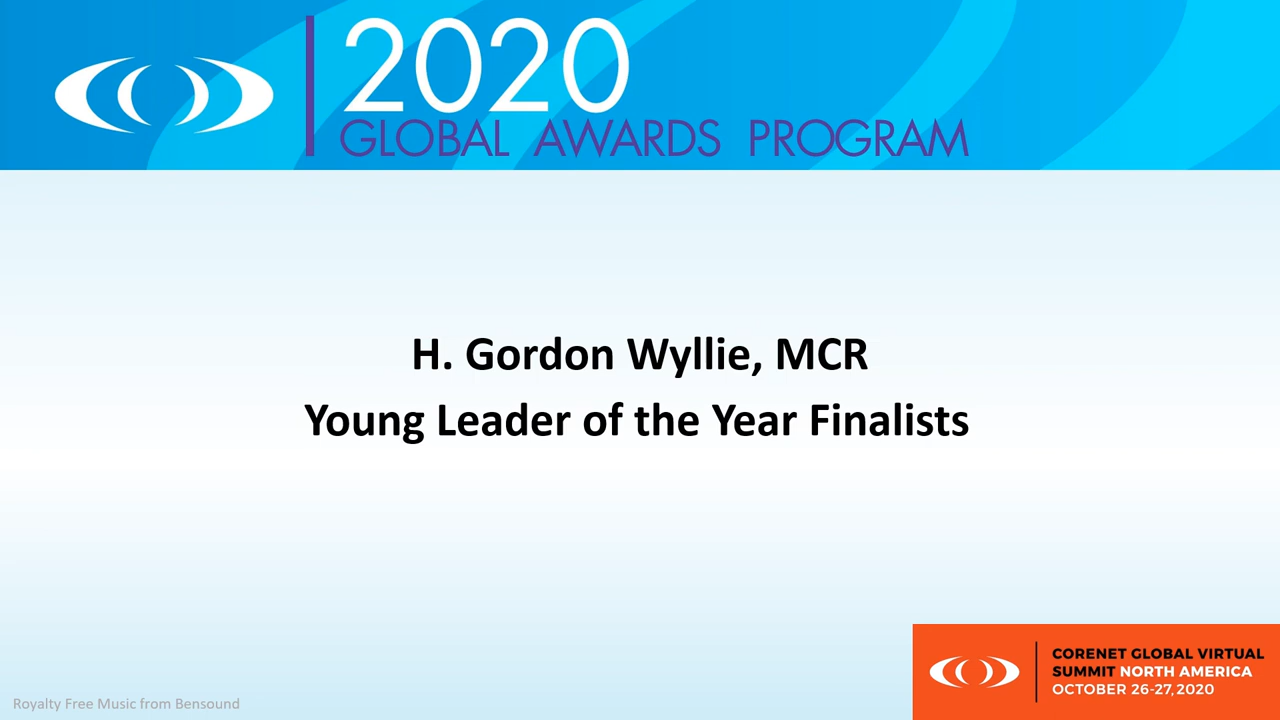 2020
GLOBAL AWARDS PROGRAM
H. Gordon Wyllie, MCR
Young Leader of the Year Finalists
CORENET GLOBAL VIRTUAL
SUMMIT NORTH AMERICA
OCTOBER 26-27, 2020
Royalty Free Music from Bensound